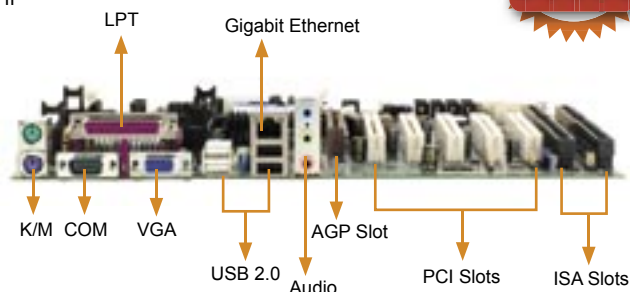 LPT
Gigabit Ethernet
K/M
COM
VGA
USB 2.0
Audio
AGP Slot
PCI Slots
ISA Slots